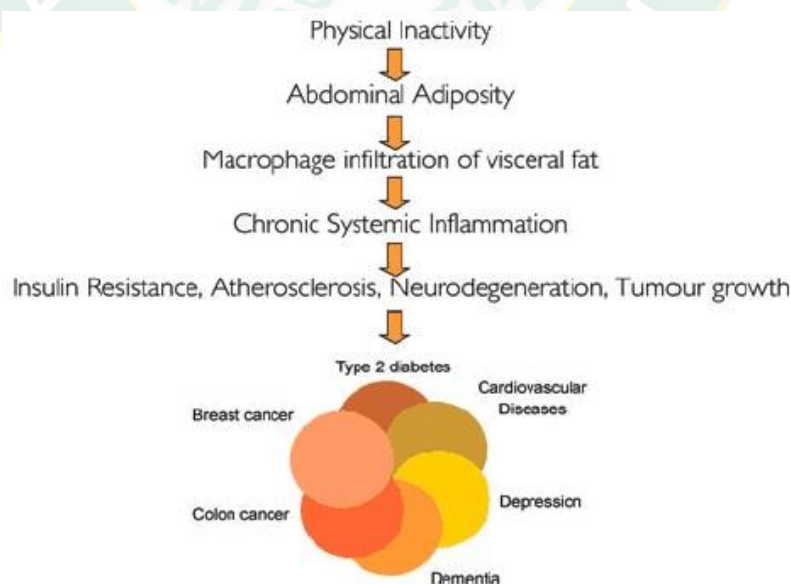 Physical Inactivity
Abdominal Adiposity
Macrophage infiltration of visceral fat
Chronic Systemic Inflammation
Insulin Resistance, Atherosclerosis, Neurodegeneration, Tumour growth
Type 2 diabetes
Cardiovascular
Diseases
Breast cancer
Depression
Colon cancer
Dementia